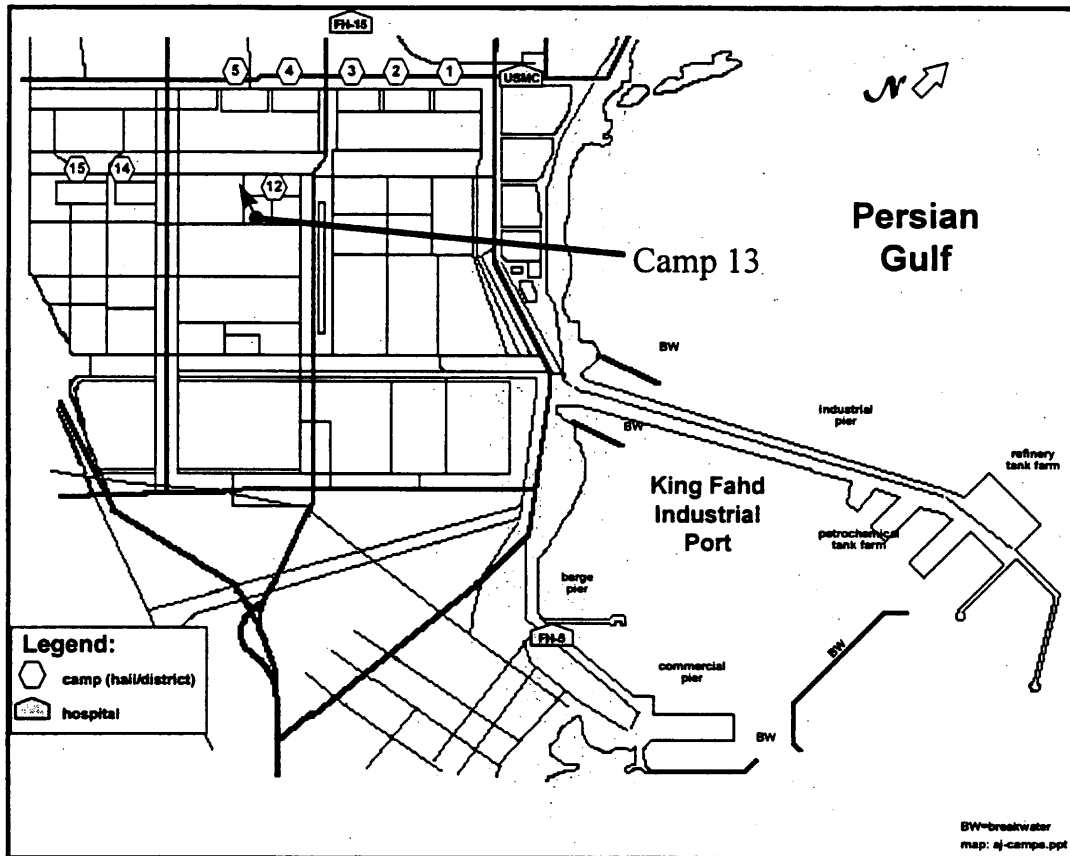 FH-15
5
4
3
2
1
USMC
N
15
14
12
Persian
Gulf
Camp 13
BW
industrial
pier
BW
refinery
tank farm
King Fahd
Industrial
Port
petrochemical
tank farm
barge
pier
Legend:
camp (hall/district)
hospital
FH-5
BW
commercial
pier
BW
BW=breakwater
map: aj-camps.ppt